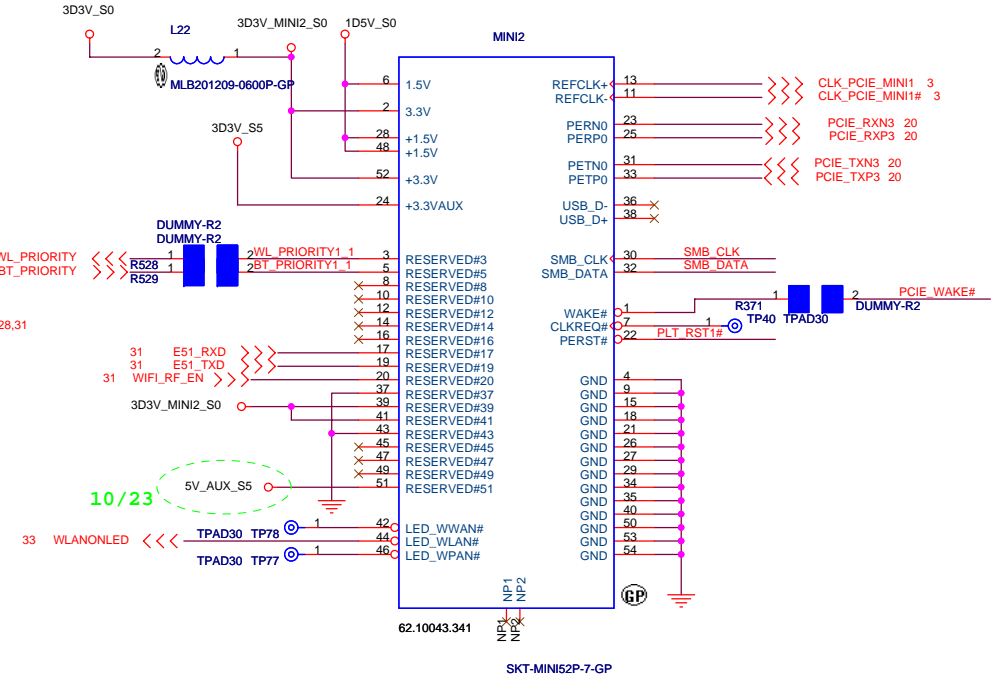 3D3V_S0
L22
3D3V_MINI2_S0
1D5V_S0
MINI2
2
1
MLB201209-0600P-GP
6 1.5V
REFCLK+ 13 CLK_PCIE_MINI1 3
REFCLK- 11 CLK_PCIE_MINI1# 3
2 3.3V
3D3V_S5
PERN0 23 PCIE_RXN3 20
PERP0 25 PCIE_RXP3 20
28 +1.5V
48 +1.5V
PETN0 31 PCIE_TXN3 20
PETP0 33 PCIE_TXP3 20
52 +3.3V
24 +3.3VAUX
USB_D- 36
USB_D+ 38
DUMMY-R2
DUMMY-R2
WL_PRIORITY 1 2 WL_PRIORITY1_1 3 RESERVED#3
R528
BT_PRIORITY 1 2 BT_PRIORITY1_1 5 RESERVED#5
R529
SMB_CLK 30 SMB_CLK
SMB_DATA 32 SMB_DATA
8 RESERVED#8
10 RESERVED#10
12 RESERVED#12
14 RESERVED#14
16 RESERVED#16
WAKE# 1
1 2 PCIE_WAKE#
R371 DUMMY-R2
CLKREQ# 7 1 TP40 TPAD30
PERST# 22 PLT_RST1#
28,31
31 E51_RXD 17 RESERVED#17
31 E51_TXD 19 RESERVED#19
31 WIFI_RF_EN 20 RESERVED#20
37 RESERVED#37
3D3V_MINI2_S0 39 RESERVED#39
41 RESERVED#41
43 RESERVED#43
45 RESERVED#45
47 RESERVED#47
49 RESERVED#49
10/23 5V_AUX_S5 51 RESERVED#51
GND 4
GND 9
GND 15
GND 18
GND 21
GND 26
GND 27
GND 29
GND 34
GND 35
GND 40
GND 50
GND 53
GND 54
TPAD30 TP78 1 42 LED_WWAN#
33 WLANONLED 44 LED_WLAN#
TPAD30 TP77 1 46 LED_WPAN#
NP1
NP2
GP
62.10043.341
NP1
NP2
SKT-MINI52P-7-GP